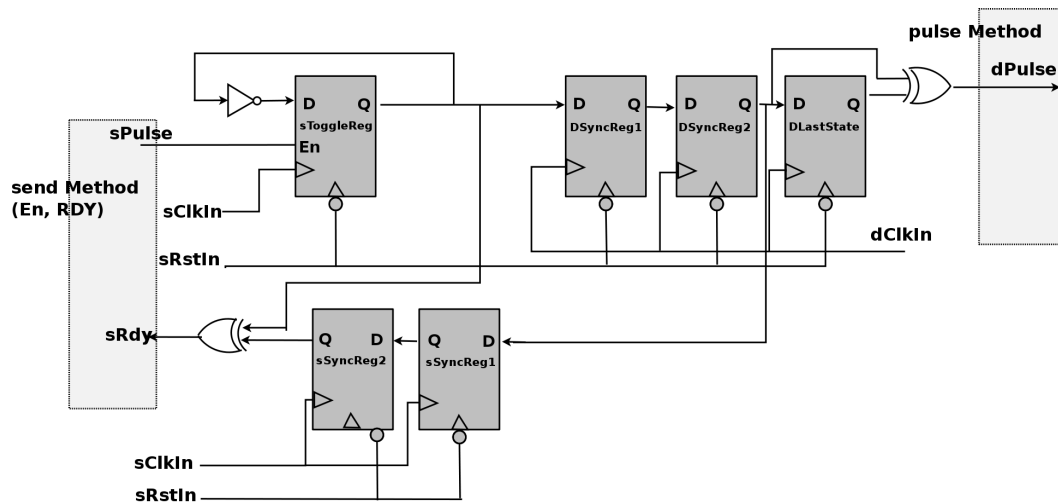 pulse Method
dPulse
D Q
sToggleReg
En
D Q
DSyncReg1
D Q
DSyncReg2
D Q
DLastState
sPulse
send Method
(En, RDY)
sClkIn
dClkIn
sRstIn
sRdy
Q D
sSyncReg2
Q D
sSyncReg1
sClkIn
sRstIn